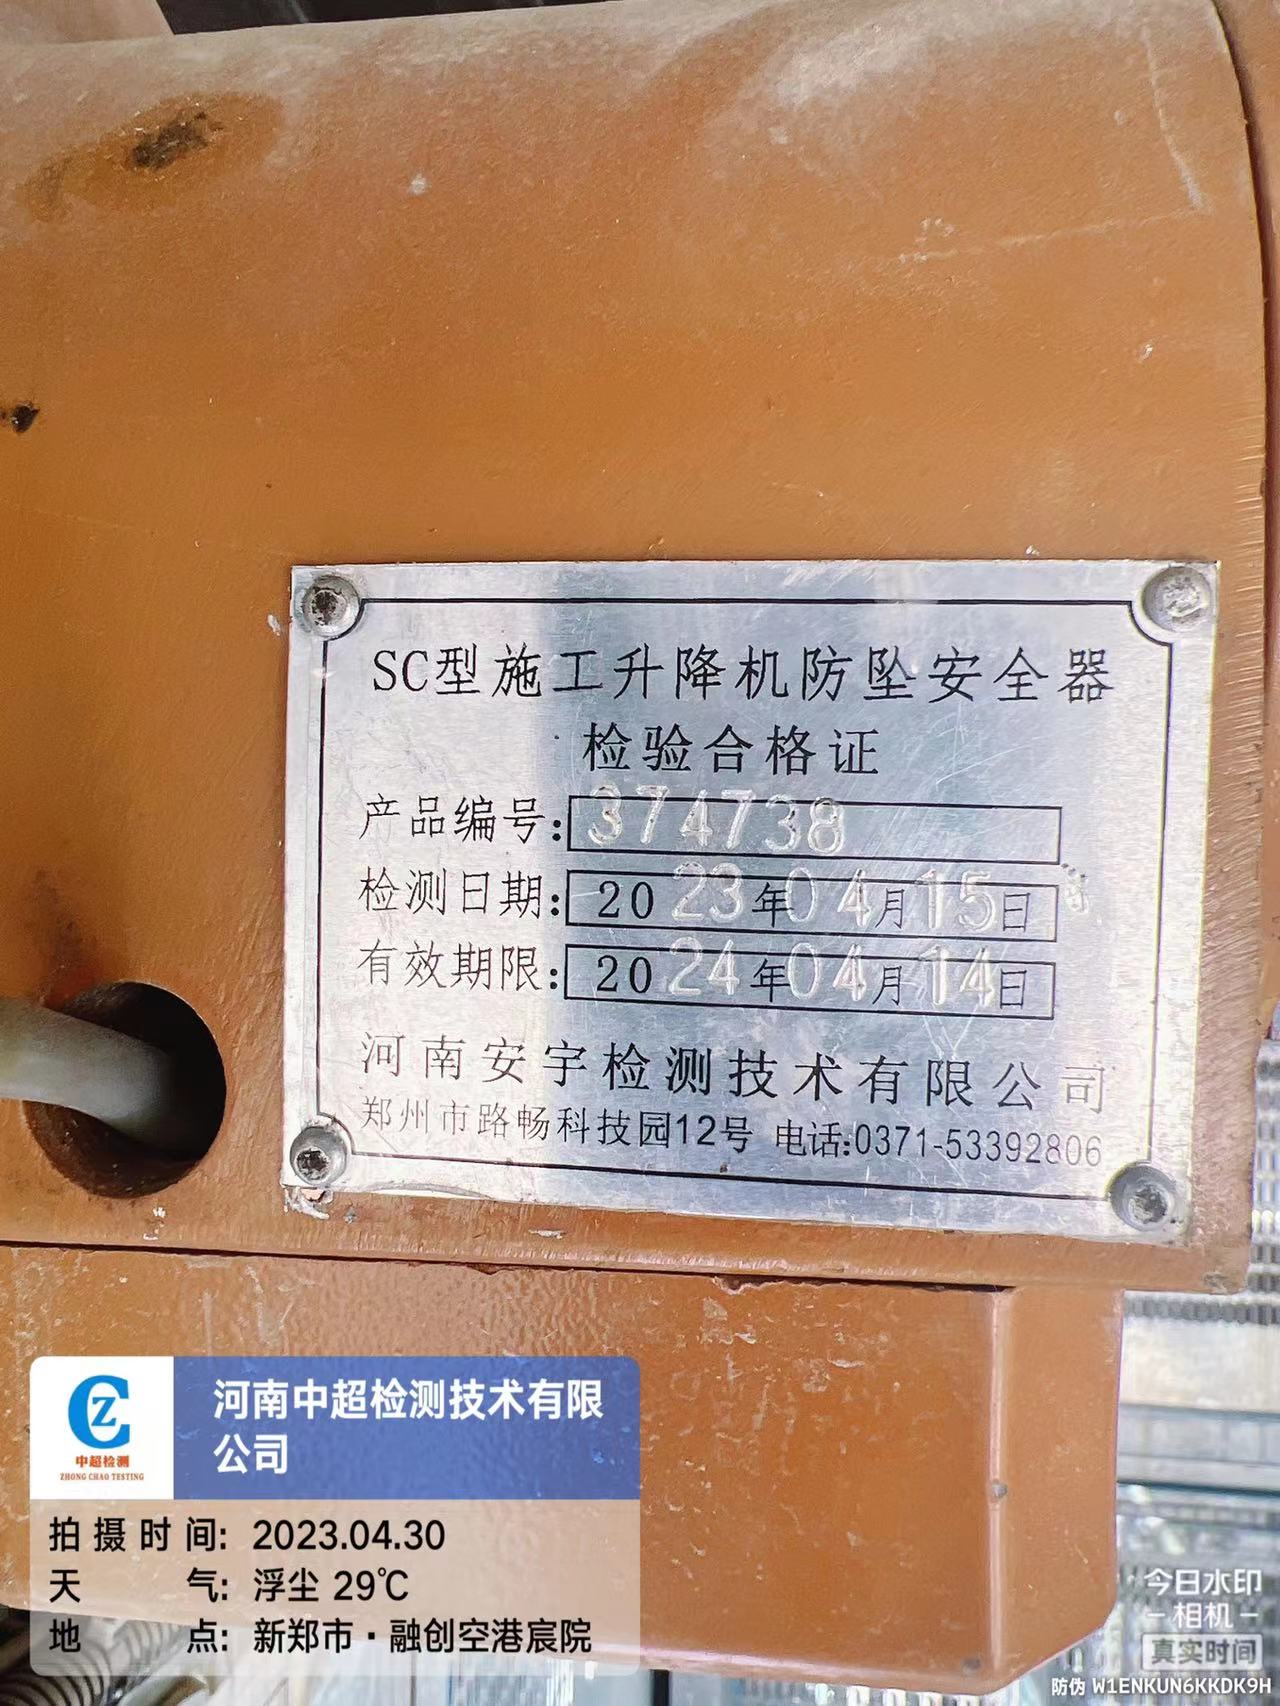 SC型施工升降机防坠安全器
检验合格证
产品编号:374738
检测日期:2023年04月15日
有效期限:2024年04月14日
河南安宇检测技术有限公司
郑州市路畅科技园12号 电话:0371-53392806
CZ
中超检测
ZHONG CHAO TESTING
河南中超检测技术有限
公司
拍摄时间: 2023.04.30
天气: 浮尘 29℃
地点: 新郑市·融创空港宸院
今日水印
-相机-
真实时间
防伪 W1ENKUN6KKDK9H